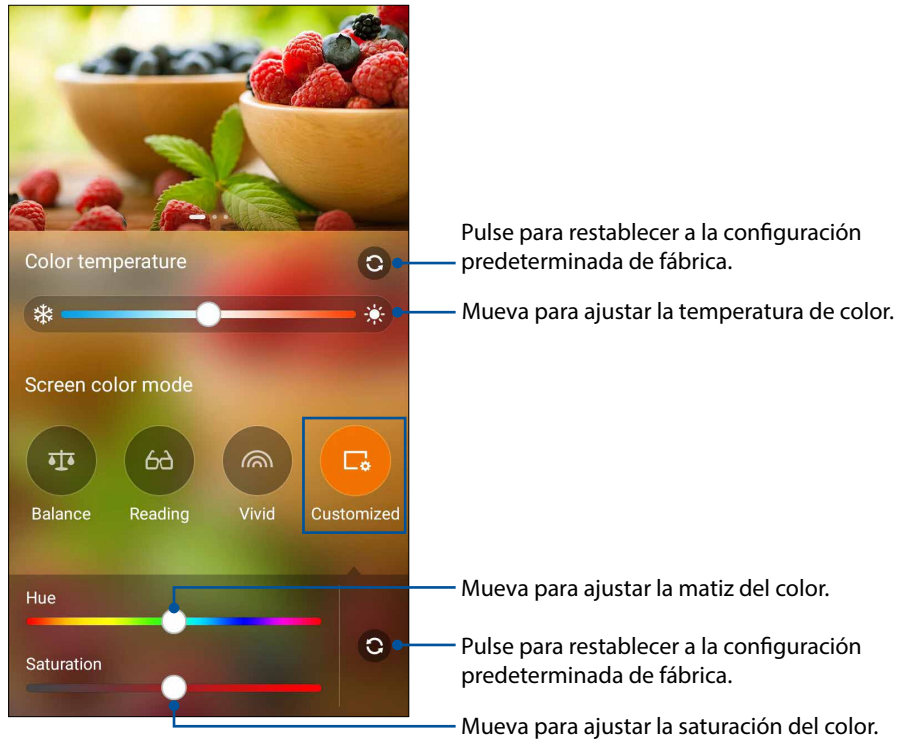 Color temperature
Pulse para restablecer a la configuración
predeterminada de fábrica.
Mueva para ajustar la temperatura de color.
Screen color mode
Balance Reading Vivid Customized
Hue
Mueva para ajustar la matiz del color.
Pulse para restablecer a la configuración
predeterminada de fábrica.
Saturation
Mueva para ajustar la saturación del color.